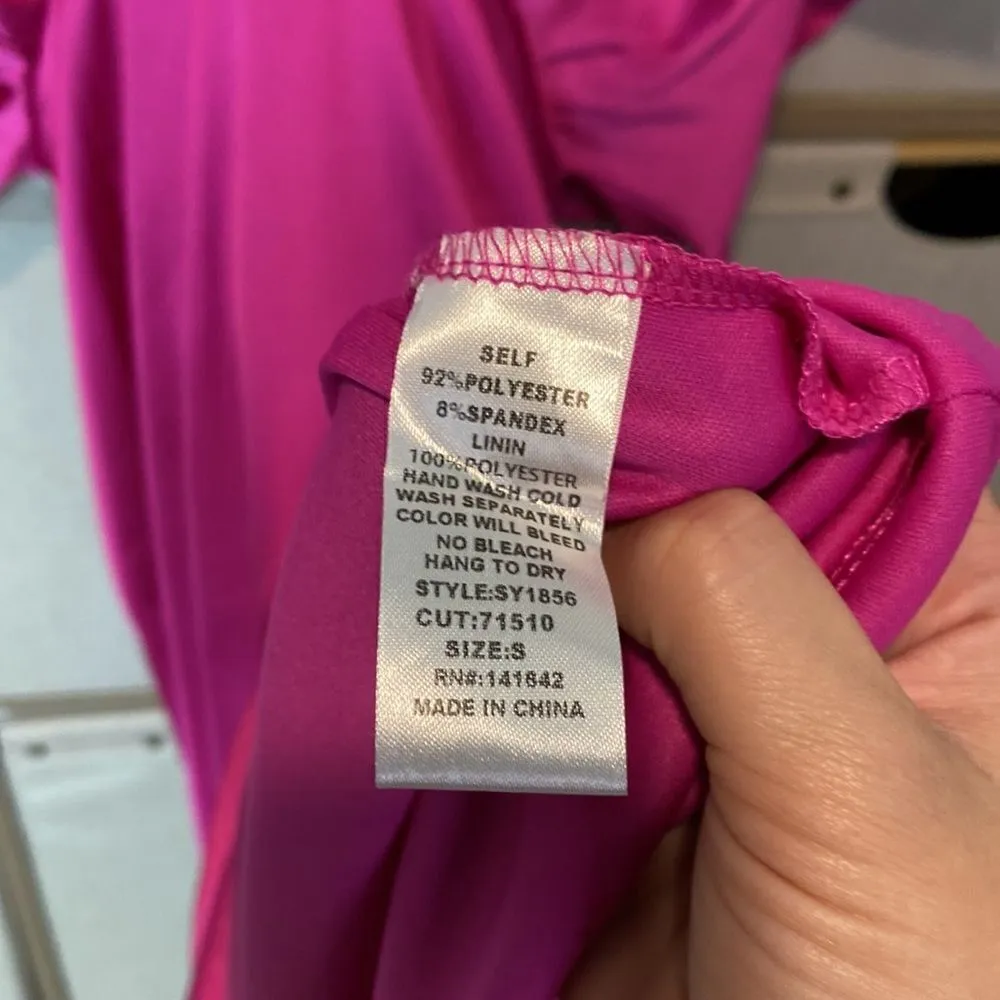 SELF
92%POLYESTER
8%SPANDEX
LININ
100%POLYESTER
HAND WASH COLD
WASH SEPARATELY
COLOR WILL BLEED
NO BLEACH
HANG TO DRY
STYLE:SY1856
CUT:71510
SIZE:S
RN#:141642
MADE IN CHINA